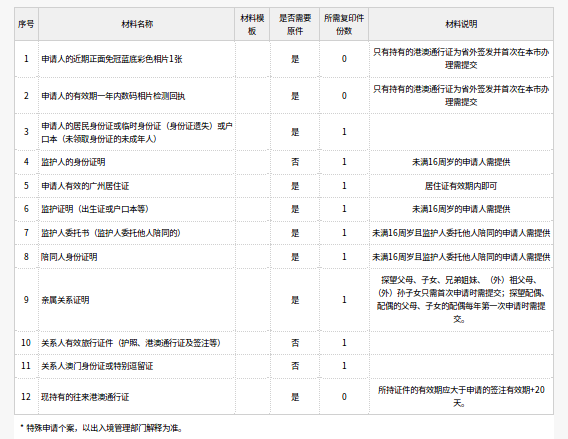 序号 材料名称 材料模板 是否需要原件 所需复印件份数 材料说明
1 申请人的近期正面免冠蓝底彩色相片1张 是 0 只有持有的港澳通行证为省外签发并首次在本市办理需提交
2 申请人的有效期一年内数码相片检测回执 是 0 只有持有的港澳通行证为省外签发并首次在本市办理需提交
3 申请人的居民身份证或临时身份证（身份证遗失）或户口本（未领取身份证的未成年人） 是 1
4 监护人的身份证明 否 1 未满16周岁的申请人需提供
5 申请人有效的广州居住证 是 1 居住证有效期内即可
6 监护证明（出生证或户口本等） 是 1 未满16周岁的申请人需提供
7 监护人委托书（监护人委托他人陪同的） 是 1 未满16周岁且监护人委托他人陪同的申请人需提供
8 陪同人身份证明 是 1 未满16周岁且监护人委托他人陪同的申请人需提供
9 亲属关系证明 是 1 探望父母、子女、兄弟姐妹、（外）祖父母、（外）孙子女只需首次申请时需提交；探望配偶、配偶的父母、子女的配偶每年第一次申请时需提交。
10 关系人有效旅行证件（护照、港澳通行证及签注等） 否 1
11 关系人澳门身份证或特别逗留证 否 1
12 现持有的往来港澳通行证 是 0 所持证件的有效期应大于申请的签注有效期+20天。
* 特殊申请个案，以出入境管理部门解释为准。